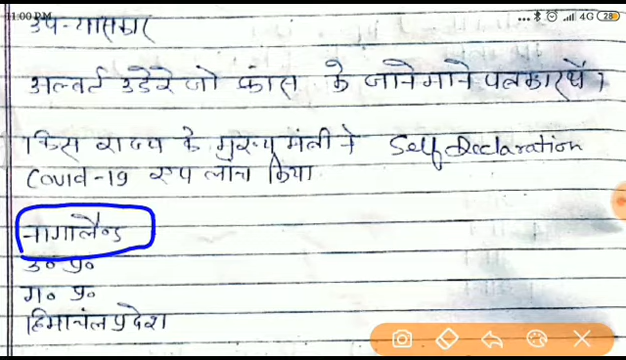 11:00 PM ... 4G 28
उप-यासकार
अल्बर्ट उडेरे जो फ्रांस के जानेमाने पत्रकार थे।
किस राज्य के मुख्यमंत्री ने Self Declaration
Covid-19 एप लांच किया
नागालैण्ड
उ० प्र०
म० प्र०
हिमाचंल प्रदेश